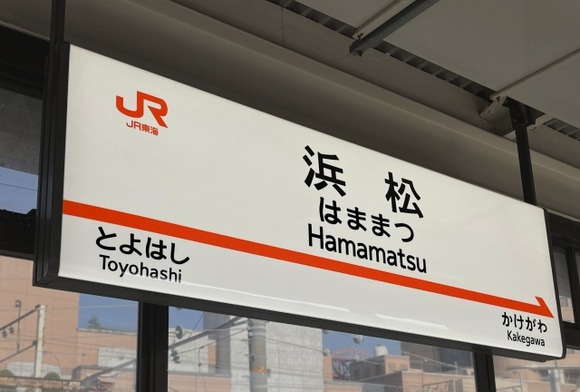 JR
JR東海
浜松
はままつ
Hamamatsu
とよはし
Toyohashi
かけがわ
Kakegawa